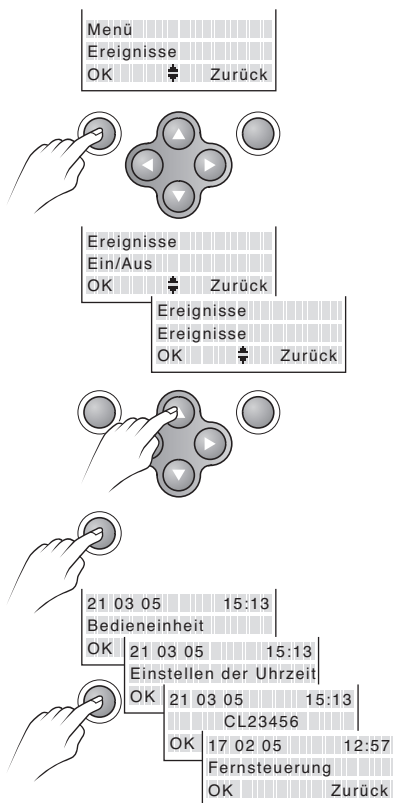 Menü
Ereignisse
OK Zurück
Ereignisse
Ein/Aus
OK Zurück
Ereignisse
Ereignisse
OK Zurück
21 03 05 15:13
Bedieneinheit
OK
21 03 05 15:13
Einstellen der Uhrzeit
OK
21 03 05 15:13
CL23456
OK
17 02 05 12:57
Fernsteuerung
OK Zurück